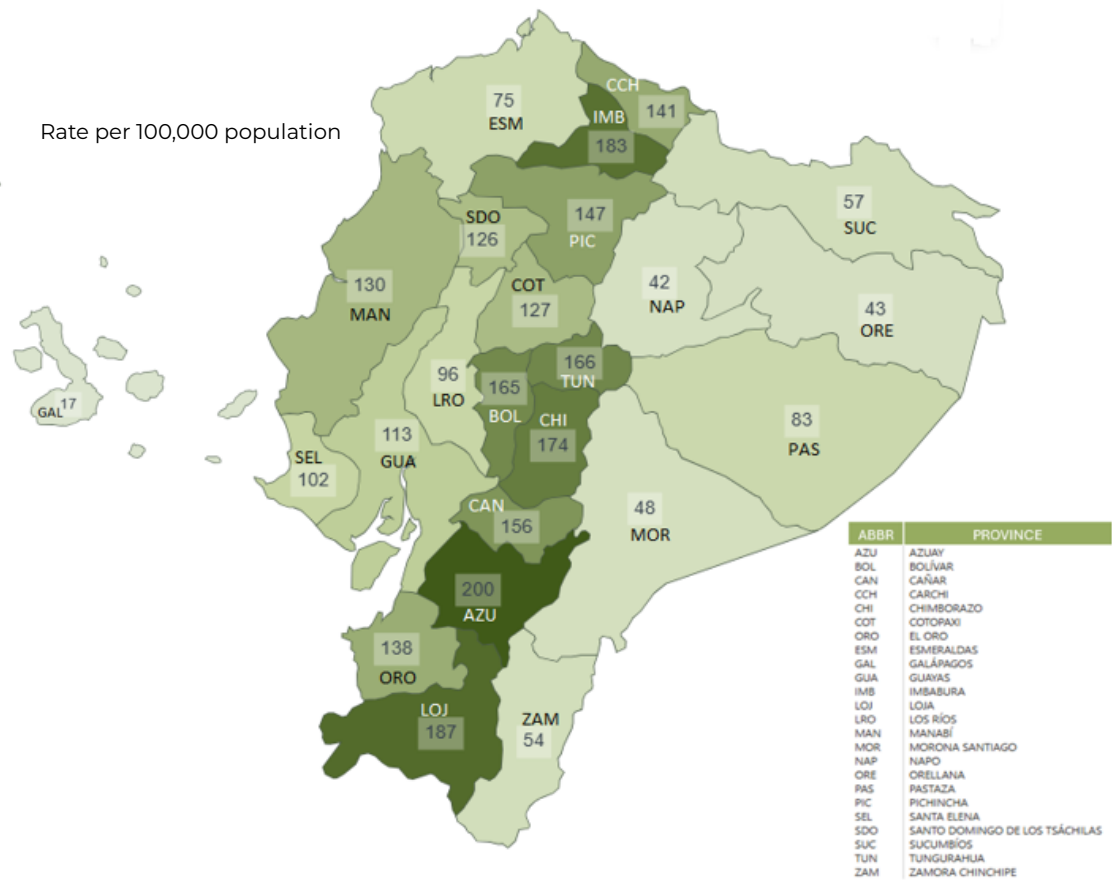 Rate per 100,000 population
CCH
141
75
ESM
IMB
183
57
SUC
SDO
126
147
PIC
130
MAN
COT
127
42
NAP
43
ORE
96
LRO
165
BOL
166
TUN
GAL 17
CHI
174
83
PAS
113
GUA
SEL
102
CAN
156
48
MOR
200
AZU
138
ORO
LOJ
187
ZAM
54
ABBR PROVINCE
AZU AZUAY
BOL BOLÍVAR
CAN CAÑAR
CCH CARCHI
CHI CHIMBORAZO
COT COTOPAXI
ORO EL ORO
ESM ESMERALDAS
GAL GALÁPAGOS
GUA GUAYAS
IMB IMBABURA
LOJ LOJA
LRO LOS RÍOS
MAN MANABÍ
MOR MORONA SANTIAGO
NAP NAPO
ORE ORELLANA
PAS PASTAZA
PIC PICHINCHA
SEL SANTA ELENA
SDO SANTO DOMINGO DE LOS TSÁCHILAS
SUC SUCUMBÍOS
TUN TUNGURAHUA
ZAM ZAMORA CHINCHIPE